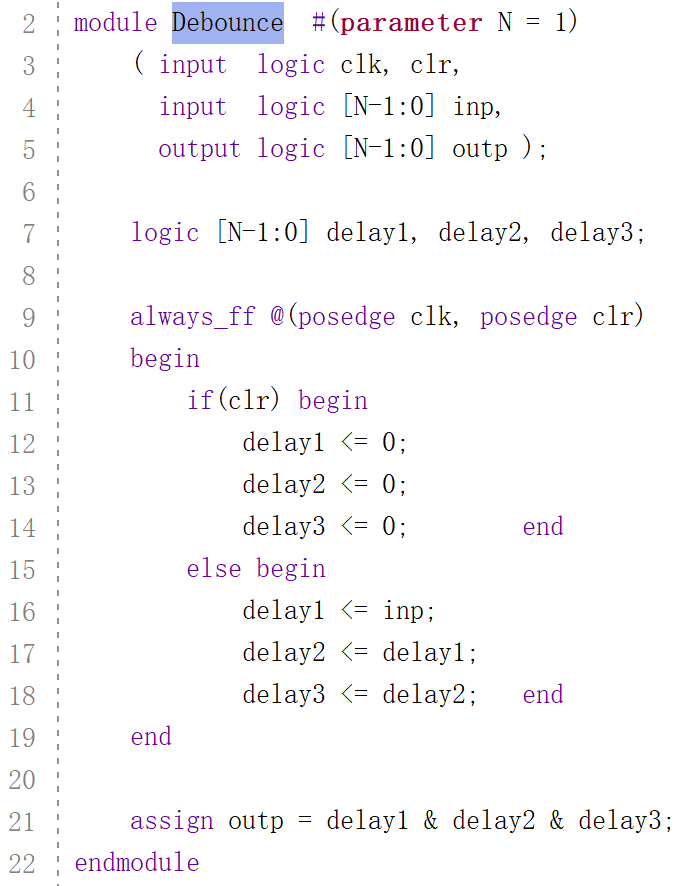 2 module Debounce  #(parameter N = 1)
3     ( input  logic clk, clr,
4       input  logic [N-1:0] inp,
5       output logic [N-1:0] outp );
6
7     logic [N-1:0] delay1, delay2, delay3;
8
9     always_ff @(posedge clk, posedge clr)
10     begin
11         if(clr) begin
12             delay1 <= 0;
13             delay2 <= 0;
14             delay3 <= 0;        end
15         else begin
16             delay1 <= inp;
17             delay2 <= delay1;
18             delay3 <= delay2;   end
19     end
20
21     assign outp = delay1 & delay2 & delay3;
22 endmodule